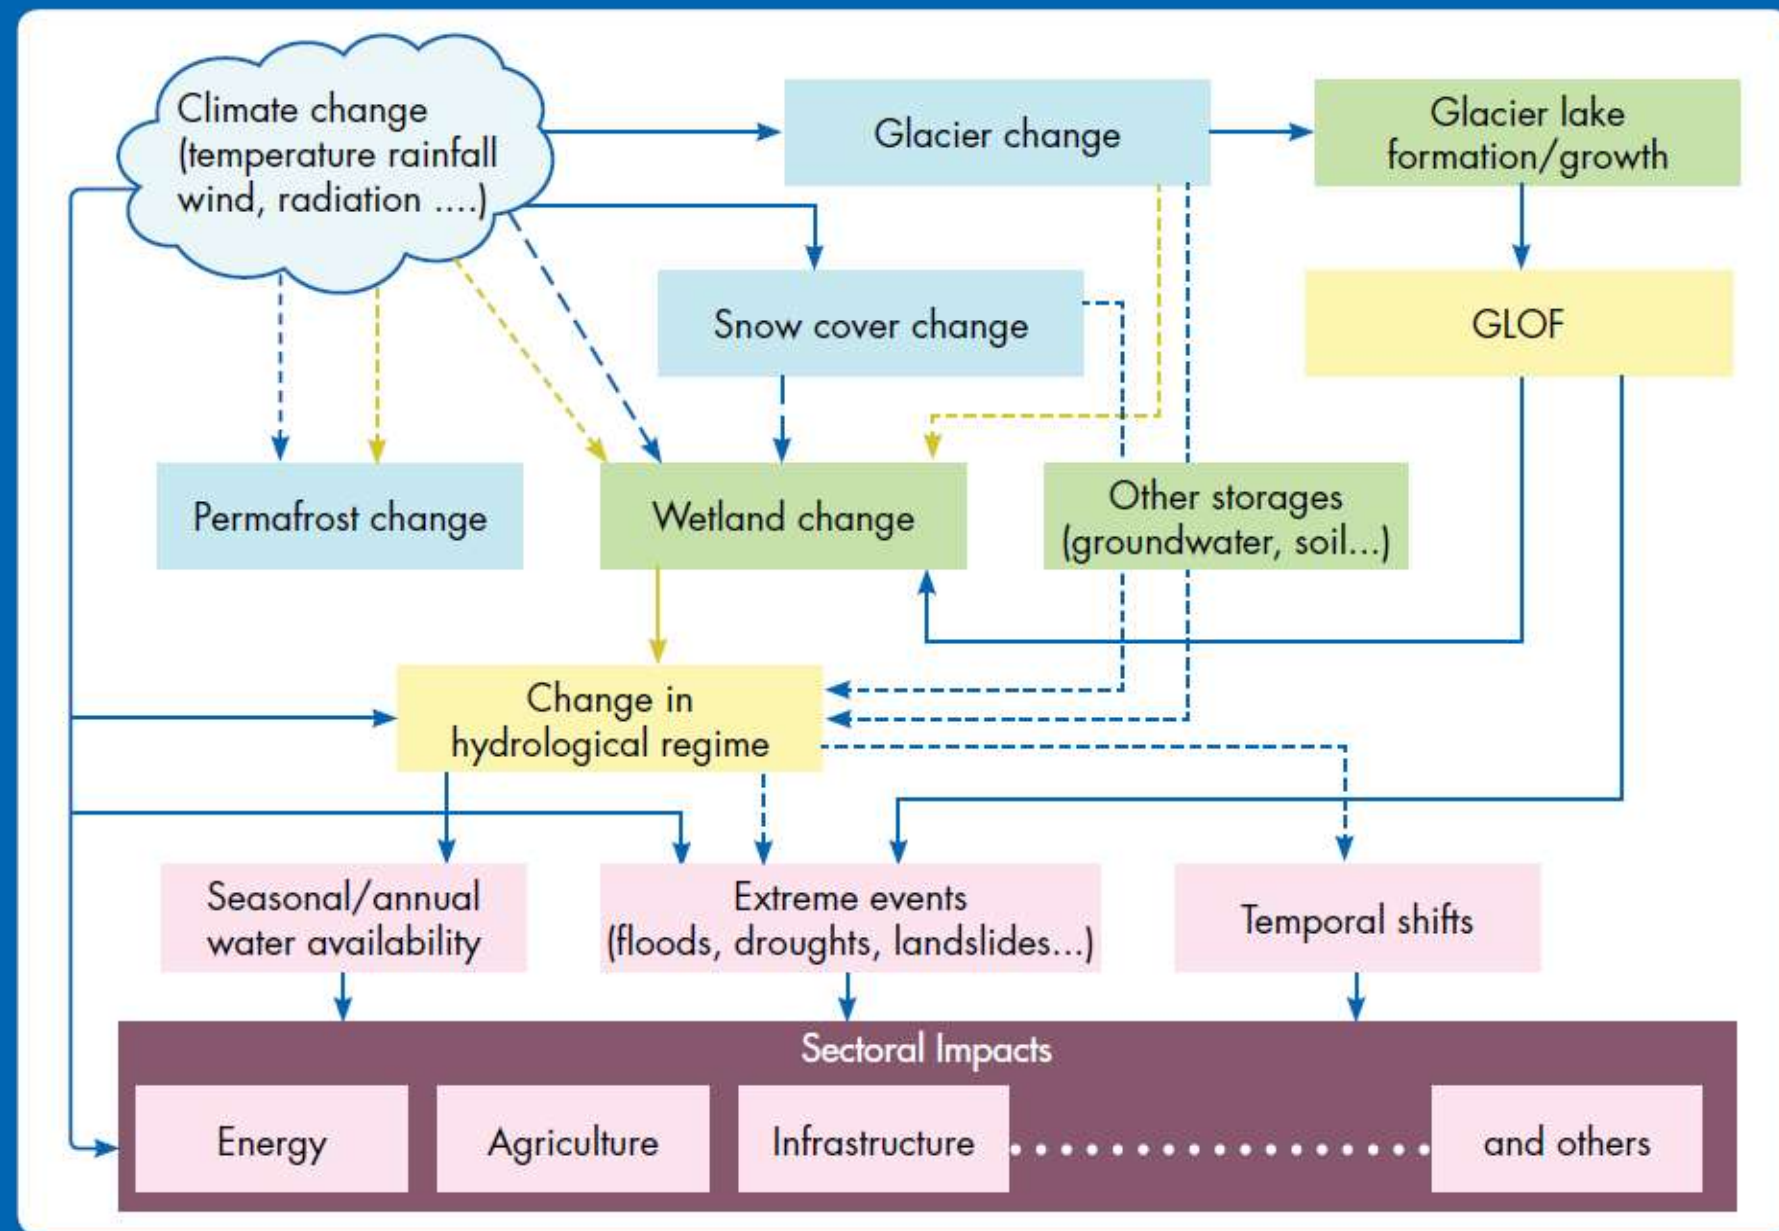 Climate change
(temperature rainfall
wind, radiation ....)
Glacier change
Glacier lake
formation/growth
Snow cover change
GLOF
Permafrost change
Wetland change
Other storages
(groundwater, soil...)
Change in
hydrological regime
Seasonal/annual
water availability
Extreme events
(floods, droughts, landslides...)
Temporal shifts
Sectoral Impacts
Energy
Agriculture
Infrastructure
and others